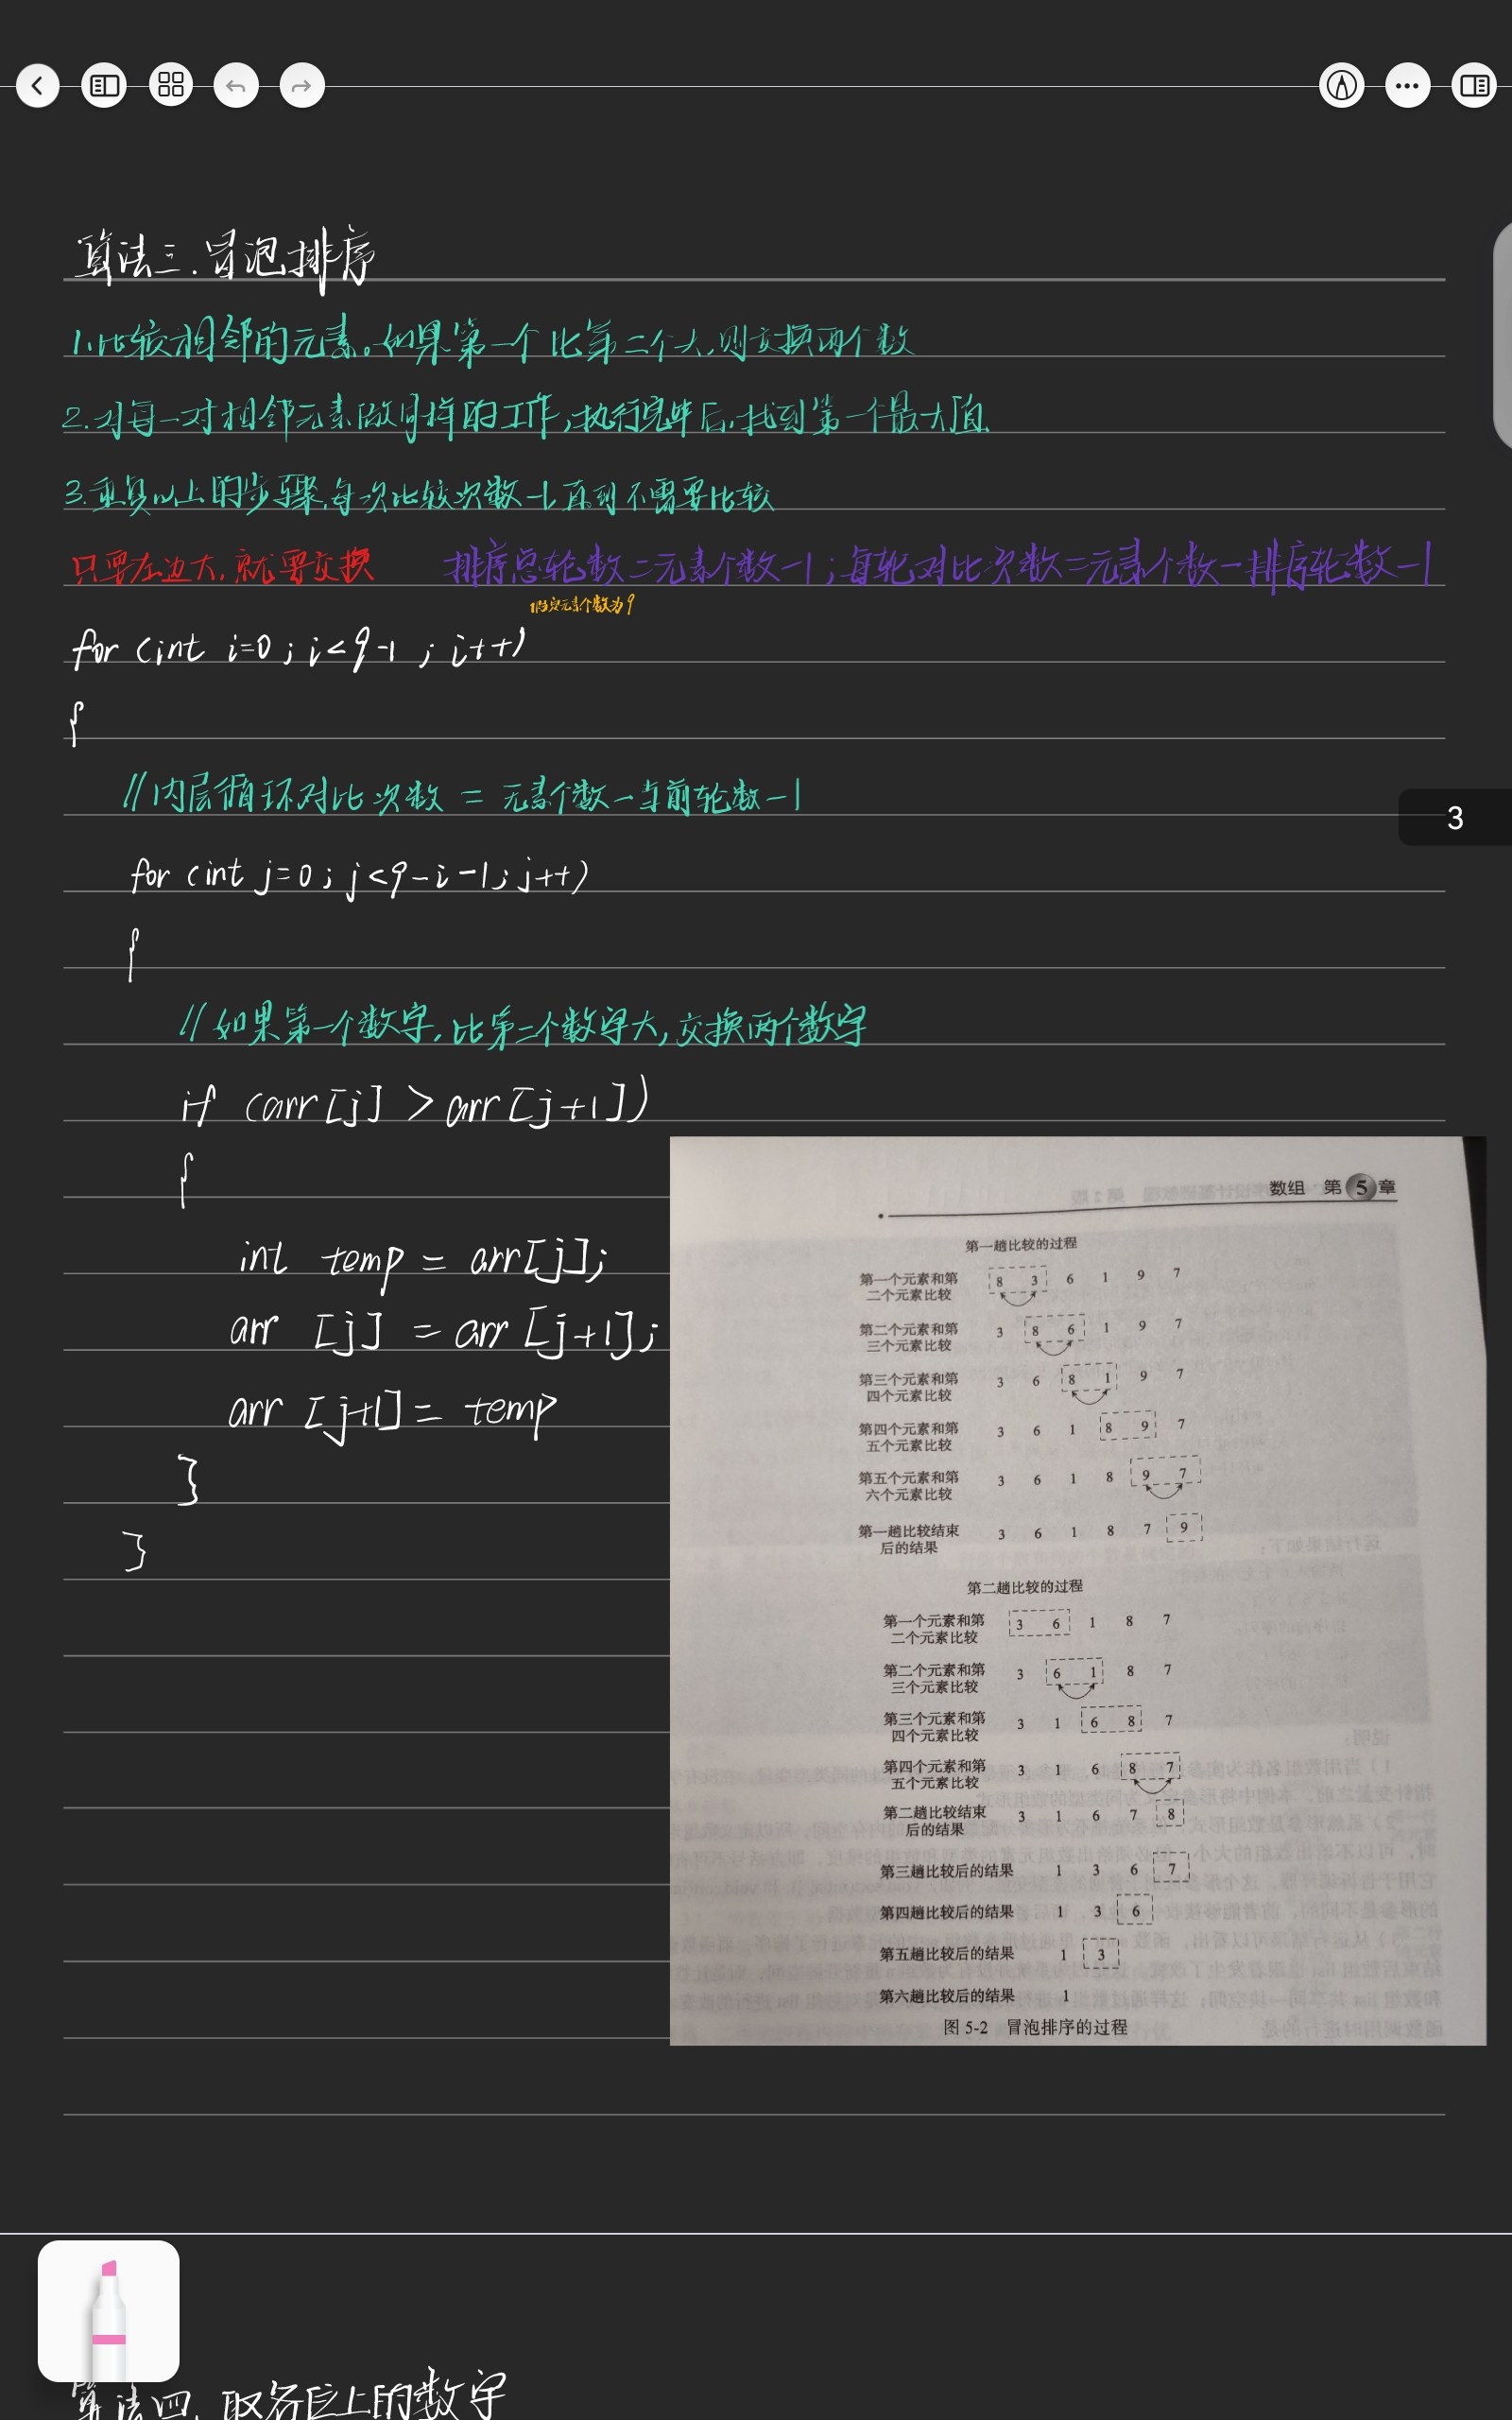 算法三.冒泡排序
1.比较相邻的元素。如果第一个比第二个大,则交换两个数
2.对每一对相邻元素做同样的工作,执行完毕后,找到第一个最大值
3.重复以上的步骤,每次比较次数-1,直到不需要比较
只要左边大,就要交换 排序总轮数=元素个数-1;每轮对比次数=元素个数-排序轮数-1
假定元素个数为9
for (int i=0;i<9-1;i++)
{
//内层循环对比次数=元素个数-当前轮数-1
3
for (int j=0;j<9-i-1;j++)
{
//如果第一个数字,比第二个数字大,交换两个数字
if (arr[j]>arr[j+1])
{
int temp=arr[j];
arr[j]=arr[j+1];
arr[j+1]=temp
}
}
数组 第5章
第一趟比较的过程
第一个元素和第 8 3 6 1 9 7
二个元素比较
第二个元素和第 3 8 6 1 9 7
三个元素比较
第三个元素和第 3 6 8 1 9 7
四个元素比较
第四个元素和第 3 6 1 8 9 7
五个元素比较
第五个元素和第 3 6 1 8 9 7
六个元素比较
第一趟比较结束 3 6 1 8 7 9
后的结果
第二趟比较的过程
第一个元素和第 3 6 1 8 7
二个元素比较
第二个元素和第 3 6 1 8 7
三个元素比较
第三个元素和第 3 1 6 8 7
四个元素比较
第四个元素和第 3 1 6 8 7
五个元素比较
第二趟比较结束 3 1 6 7 8
后的结果
第三趟比较后的结果 1 3 6 7
第四趟比较后的结果 1 3 6
第五趟比较后的结果 1 3
第六趟比较后的结果 1
图 5-2 冒泡排序的过程
算法四.取各位上的数字